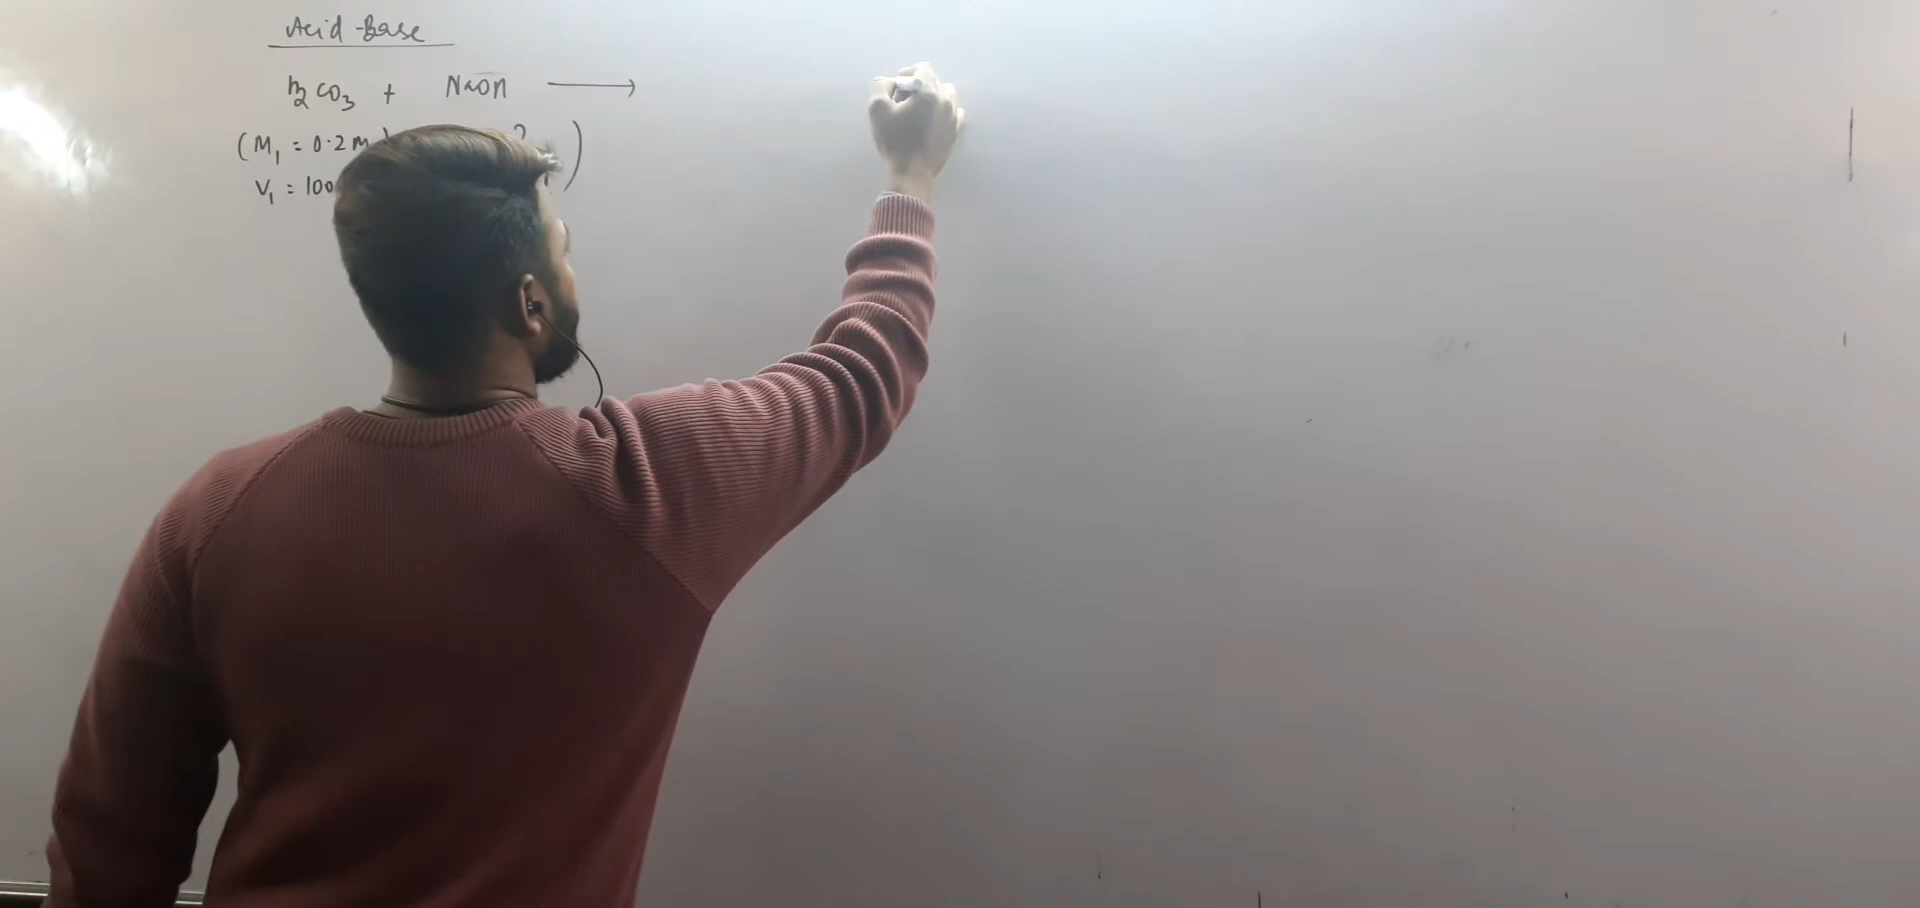 Acid-Base
H2CO3 + NaOH ⟶
(M1 = 0.2 M ? )
V1 = 100